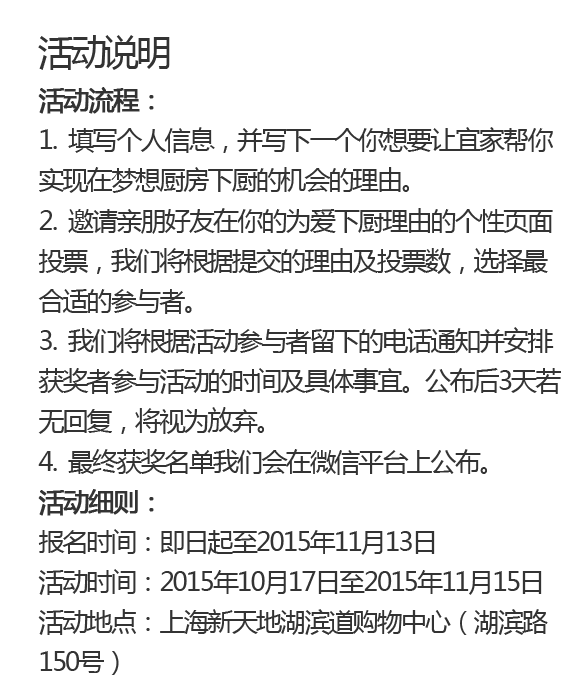 活动说明
活动流程：
1. 填写个人信息，并写下一个你想要让宜家帮你
实现在梦想厨房下厨的机会的理由。
2. 邀请亲朋好友在你的为爱下厨理由的个性页面
投票，我们将根据提交的理由及投票数，选择最
合适的参与者。
3. 我们将根据活动参与者留下的电话通知并安排
获奖者参与活动的时间及具体事宜。公布后3天若
无回复，将视为放弃。
4. 最终获奖名单我们会在微信平台上公布。
活动细则：
报名时间：即日起至2015年11月13日
活动时间：2015年10月17日至2015年11月15日
活动地点：上海新天地湖滨道购物中心（湖滨路
150号）